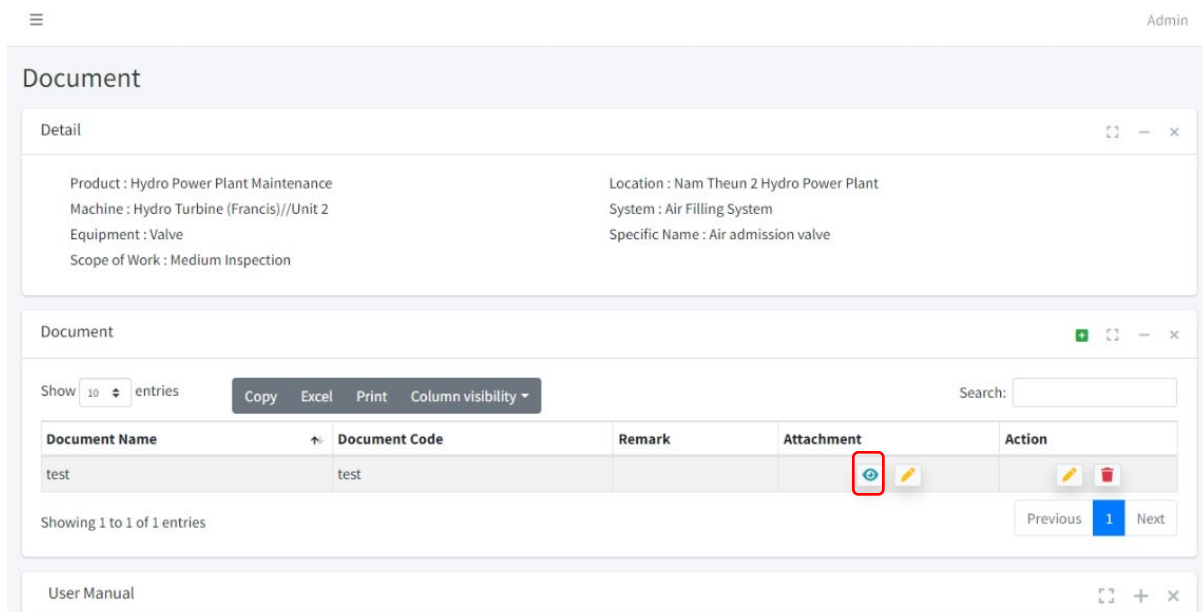 Admin
Document
Detail
Product : Hydro Power Plant Maintenance
Location : Nam Theun 2 Hydro Power Plant
Machine : Hydro Turbine (Francis)//Unit 2
System : Air Filling System
Equipment : Valve
Specific Name : Air admission valve
Scope of Work : Medium Inspection
Document
Show 10 entries
Copy Excel Print Column visibility
Search:
Document Name Document Code Remark Attachment Action
test test
Showing 1 to 1 of 1 entries
Previous 1 Next
User Manual